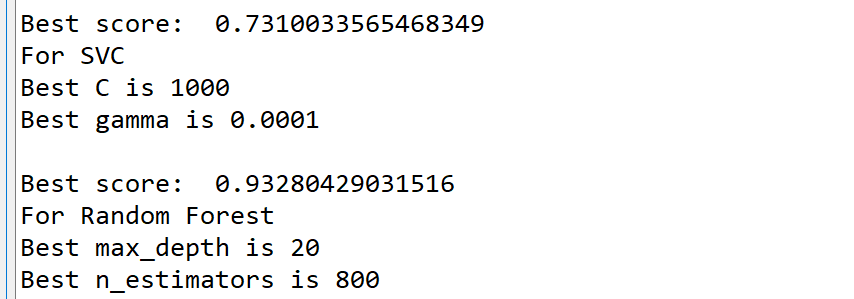 Best score:  0.7310033565468349
For SVC
Best C is 1000
Best gamma is 0.0001
Best score:  0.93280429031516
For Random Forest
Best max_depth is 20
Best n_estimators is 800